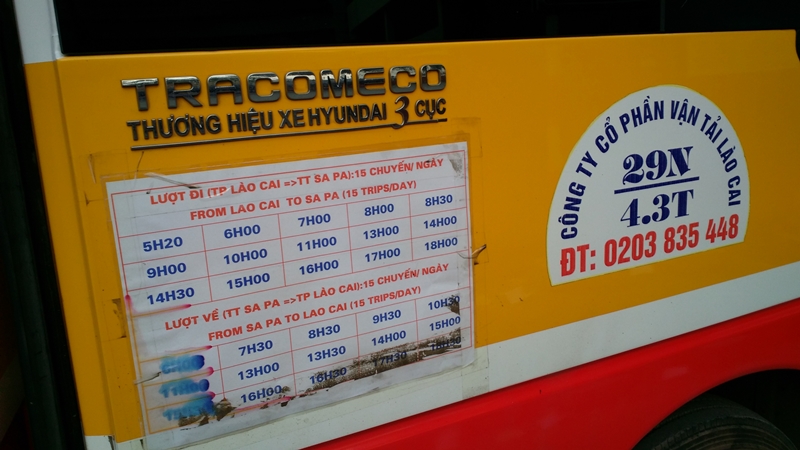 TRACOMECO
THƯƠNG HIỆU XE HYUNDAI 3 CỤC
LƯỢT ĐI (TP LÀO CAI =>TT SA PA):15 CHUYẾN/ NGÀY
FROM LAO CAI TO SA PA (15 TRIPS/DAY)
5H20 6H00 7H00 8H00 8H30
9H00 10H00 11H00 13H00 14H00
14H30 15H00 16H00 17H00 18H00
LƯỢT VỀ (TT SA PA =>TP LÀO CAI):15 CHUYẾN/ NGÀY
FROM SA PA TO LAO CAI (15 TRIPS/DAY)
7H30 8H30 9H30 10H30
11H00 13H00 13H30 14H00 15H00
16H00 16H30 17H30
CÔNG TY CỔ PHẦN VẬN TẢI LÀO CAI
29N
4.3T
ĐT: 0203 835 448